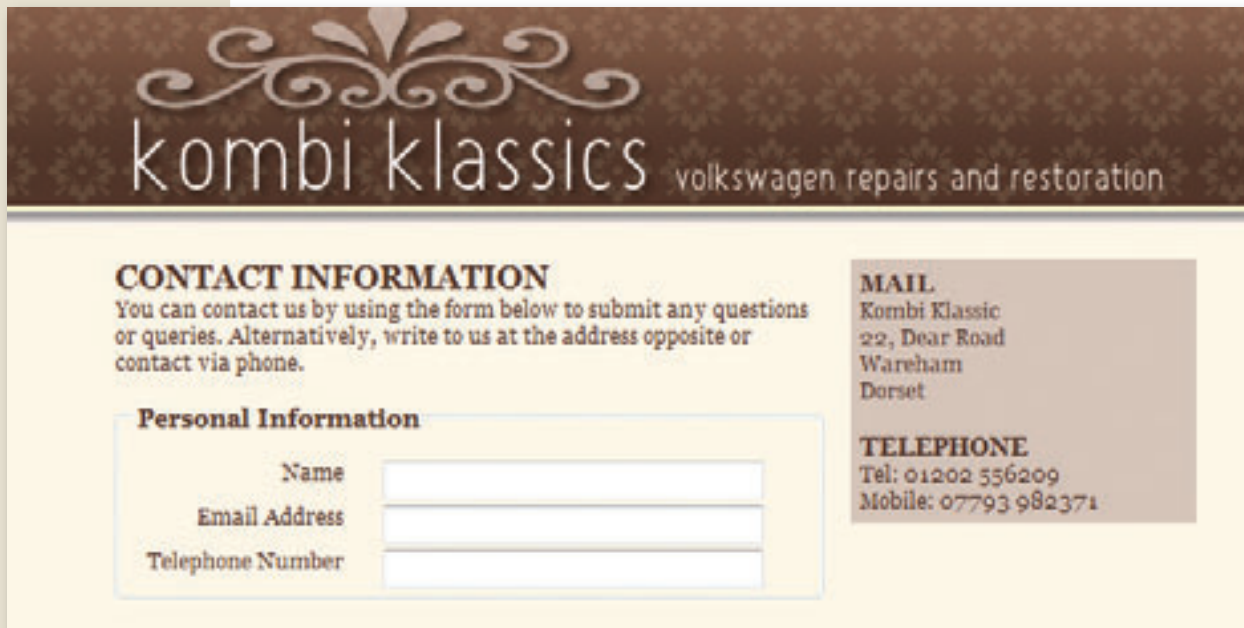 kombi klassics volkswagen repairs and restoration
CONTACT INFORMATION
You can contact us by using the form below to submit any questions
or queries. Alternatively, write to us at the address opposite or
contact via phone.
Personal Information
Name
Email Address
Telephone Number
MAIL
Kombi Klassic
22, Dear Road
Wareham
Dorset
TELEPHONE
Tel: 01202 556209
Mobile: 07793 982371